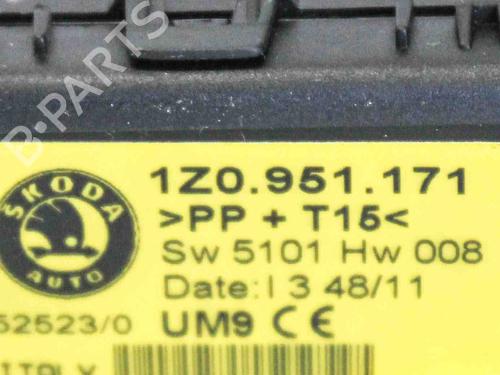 B-PARTS
SKODA
AUTO
1Z0.951.171
>PP + T15<
Sw 5101 Hw 008
Date: I 3 48/11
52523/0 UM9 CE
ITALY